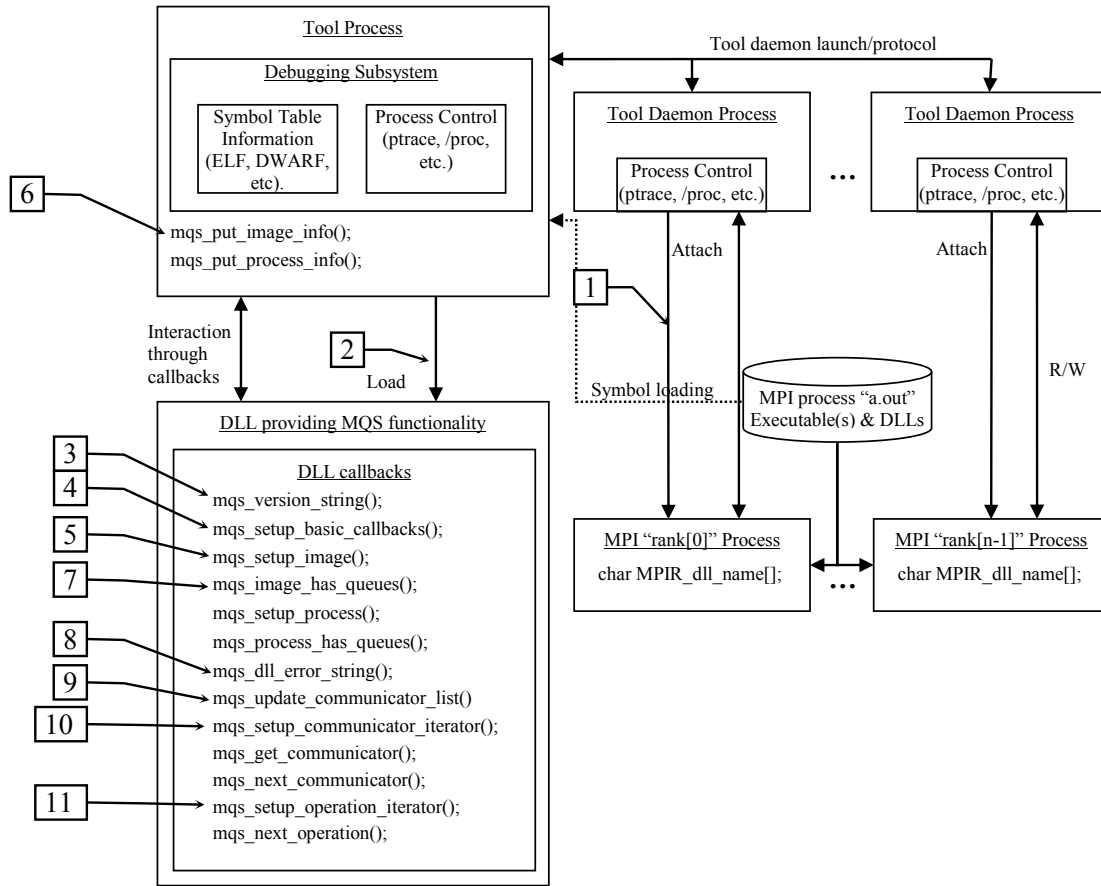 Tool Process
Debugging Subsystem
Symbol Table
Information
(ELF, DWARF,
etc).
Process Control
(ptrace, /proc,
etc.)
6
mqs_put_image_info();
mqs_put_process_info();
Tool daemon launch/protocol
Tool Daemon Process
Process Control
(ptrace, /proc, etc.)
...
Tool Daemon Process
Process Control
(ptrace, /proc, etc.)
Attach
Attach
1
Interaction
through
callbacks
2
Load
Symbol loading
MPI process “a.out”
Executable(s) & DLLs
R/W
DLL providing MQS functionality
DLL callbacks
3
mqs_version_string();
4
mqs_setup_basic_callbacks();
5
mqs_setup_image();
7
mqs_image_has_queues();
mqs_setup_process();
mqs_process_has_queues();
8
mqs_dll_error_string();
9
mqs_update_communicator_list()
10
mqs_setup_communicator_iterator();
mqs_get_communicator();
mqs_next_communicator();
11
mqs_setup_operation_iterator();
mqs_next_operation();
MPI “rank[0]” Process
char MPIR_dll_name[];
...
MPI “rank[n-1]” Process
char MPIR_dll_name[];